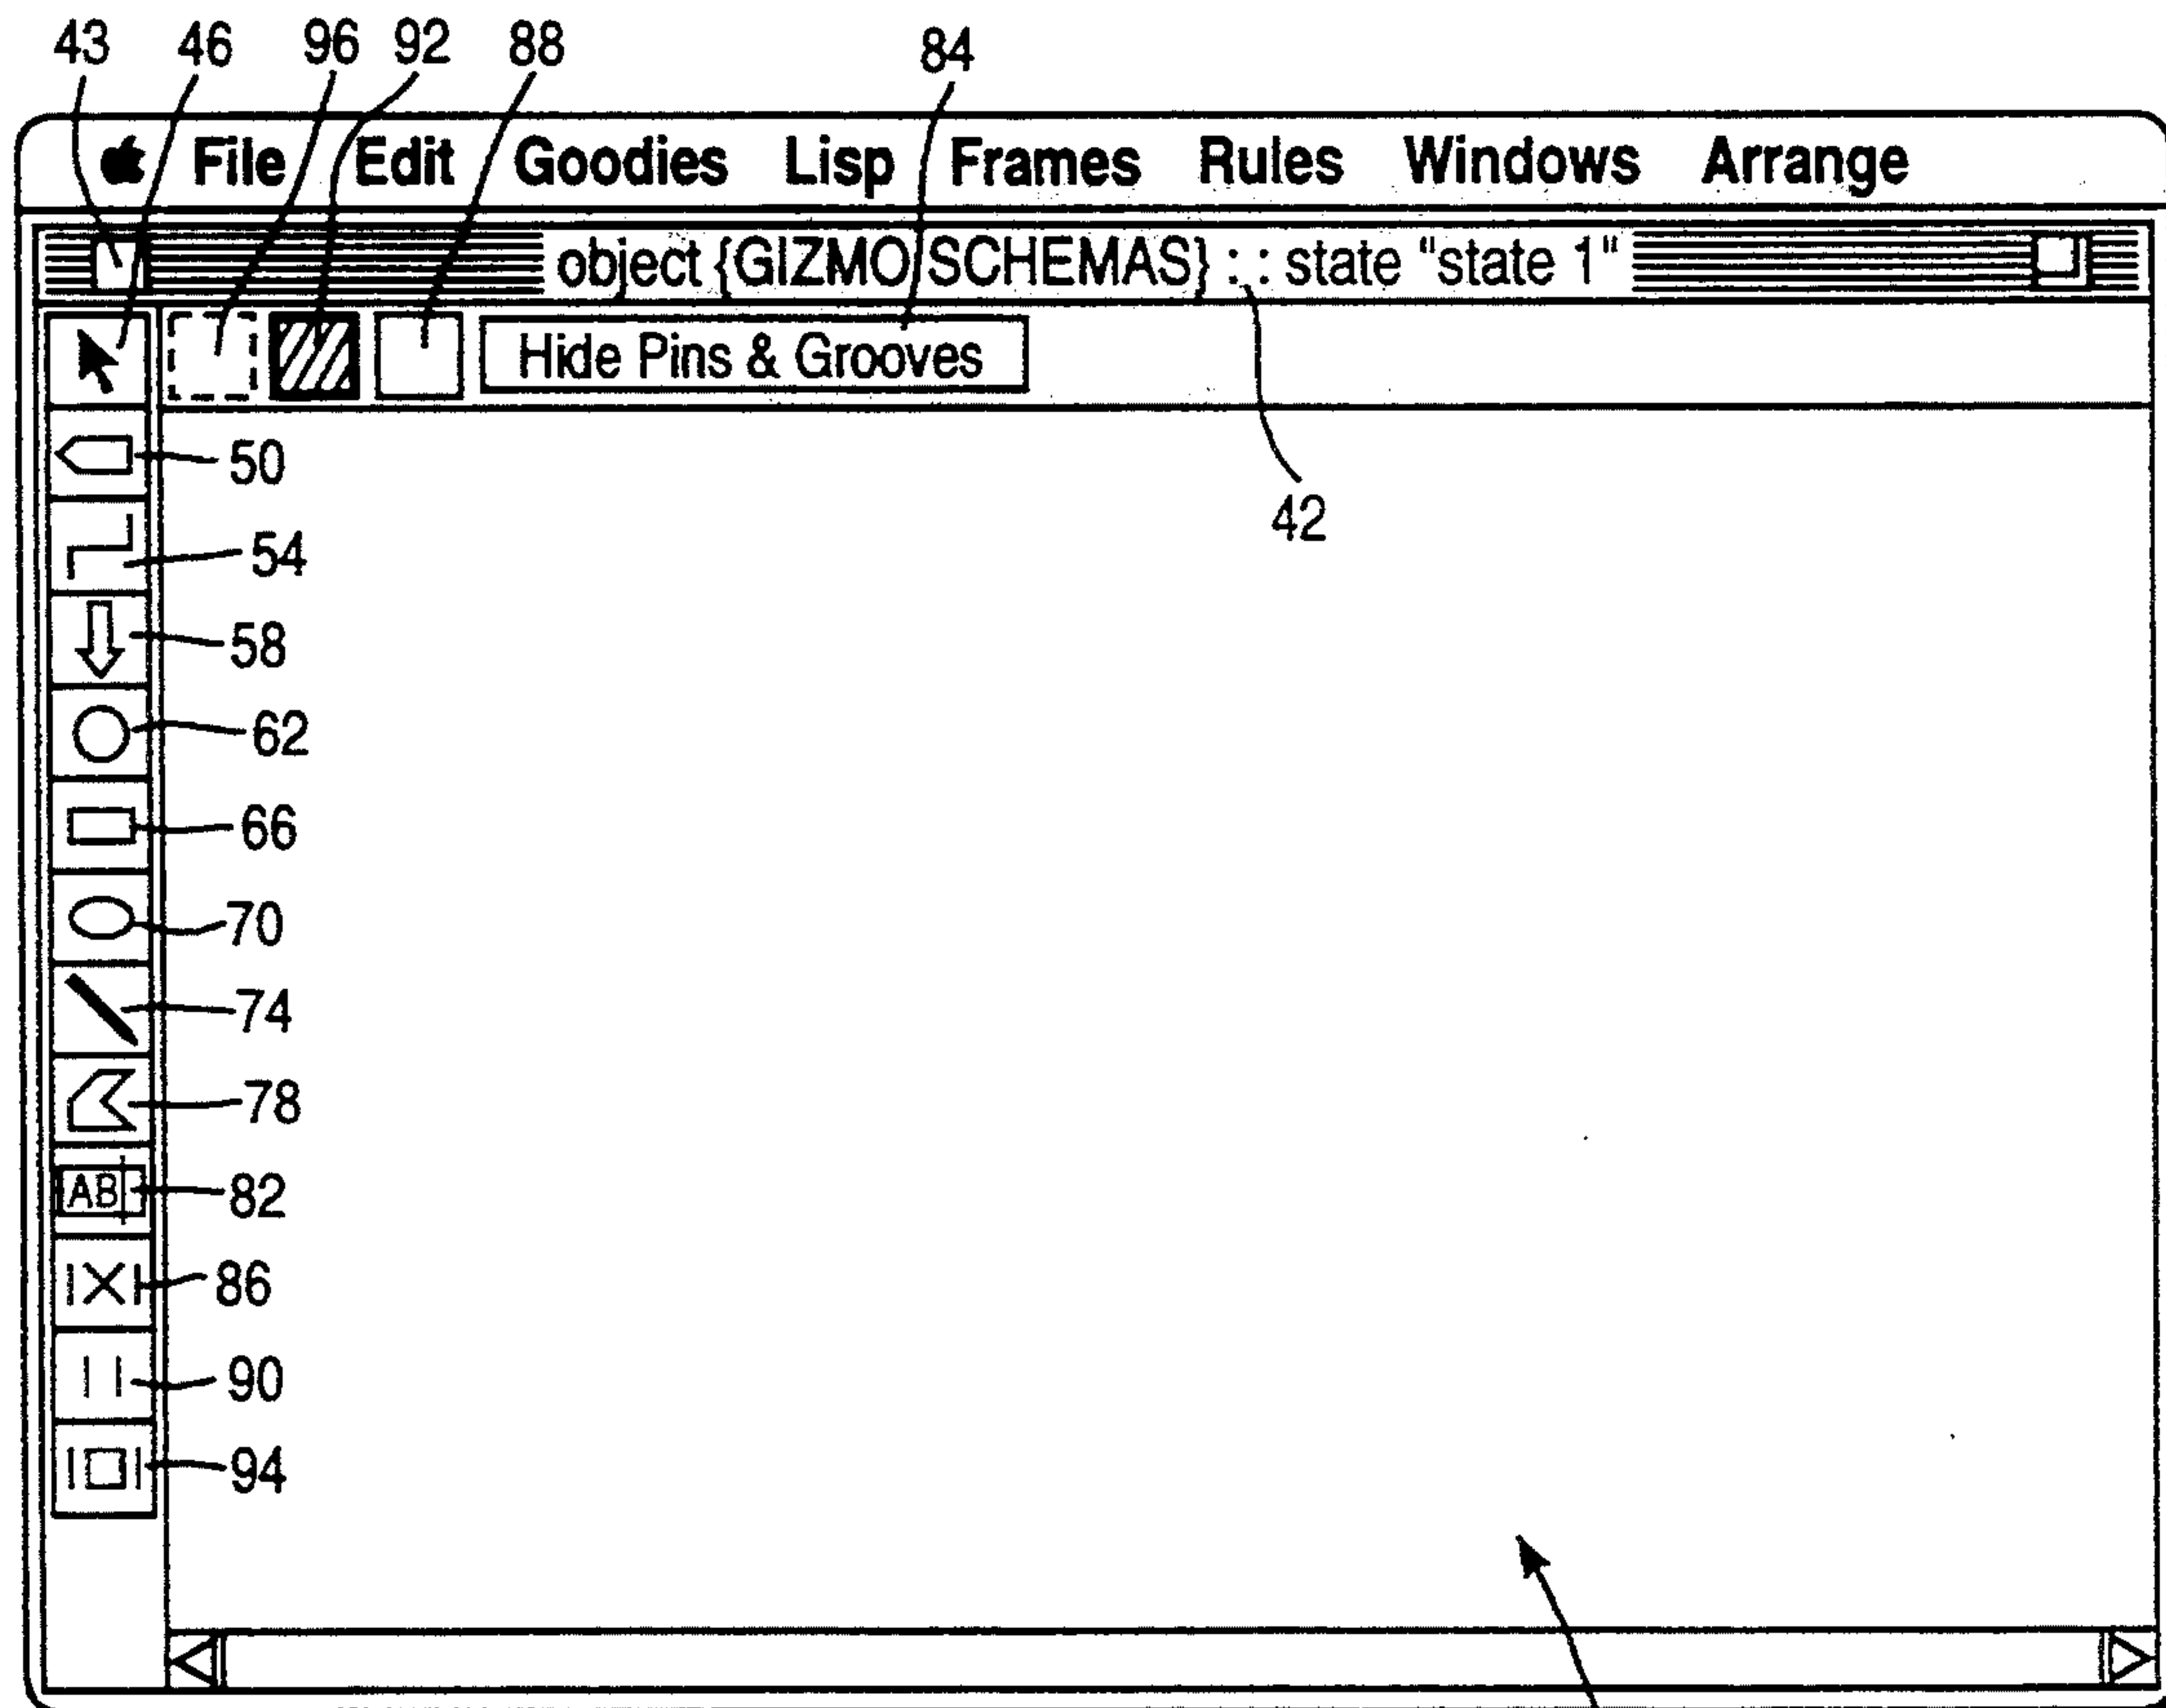 43 46 96 92 88 84
File Edit Goodies Lisp Frames Rules Windows Arrange
object {GIZMO SCHEMAS} : : state "state 1"
Hide Pins & Grooves
50
42
54
58
62
66
70
74
78
AB 82
86
90
94